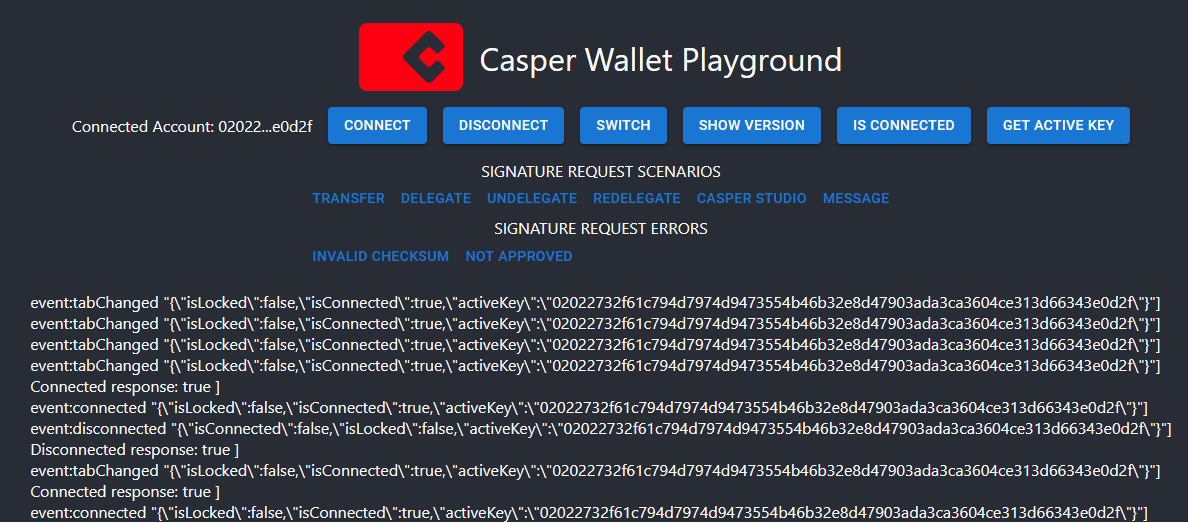 Casper Wallet Playground
Connected Account: 02022...e0d2f CONNECT DISCONNECT SWITCH SHOW VERSION IS CONNECTED GET ACTIVE KEY
SIGNATURE REQUEST SCENARIOS
TRANSFER DELEGATE UNDELEGATE REDELEGATE CASPER STUDIO MESSAGE
SIGNATURE REQUEST ERRORS
INVALID CHECKSUM NOT APPROVED
event:tabChanged "{\"isLocked\":false,\"isConnected\":true,\"activeKey\":\"02022732f61c794d7974d9473554b46b32e8d47903ada3ca3604ce313d66343e0d2f\"}"]
event:tabChanged "{\"isLocked\":false,\"isConnected\":true,\"activeKey\":\"02022732f61c794d7974d9473554b46b32e8d47903ada3ca3604ce313d66343e0d2f\"}"]
event:tabChanged "{\"isLocked\":false,\"isConnected\":true,\"activeKey\":\"02022732f61c794d7974d9473554b46b32e8d47903ada3ca3604ce313d66343e0d2f\"}"]
event:tabChanged "{\"isLocked\":false,\"isConnected\":true,\"activeKey\":\"02022732f61c794d7974d9473554b46b32e8d47903ada3ca3604ce313d66343e0d2f\"}"]
Connected response: true ]
event:connected "{\"isLocked\":false,\"isConnected\":true,\"activeKey\":\"02022732f61c794d7974d9473554b46b32e8d47903ada3ca3604ce313d66343e0d2f\"}"]
event:disconnected "{\"isConnected\":false,\"isLocked\":false,\"activeKey\":\"02022732f61c794d7974d9473554b46b32e8d47903ada3ca3604ce313d66343e0d2f\"}"]
Disconnected response: true ]
event:tabChanged "{\"isLocked\":false,\"isConnected\":true,\"activeKey\":\"02022732f61c794d7974d9473554b46b32e8d47903ada3ca3604ce313d66343e0d2f\"}"]
Connected response: true ]
event:connected "{\"isLocked\":false,\"isConnected\":true,\"activeKey\":\"02022732f61c794d7974d9473554b46b32e8d47903ada3ca3604ce313d66343e0d2f\"}"]